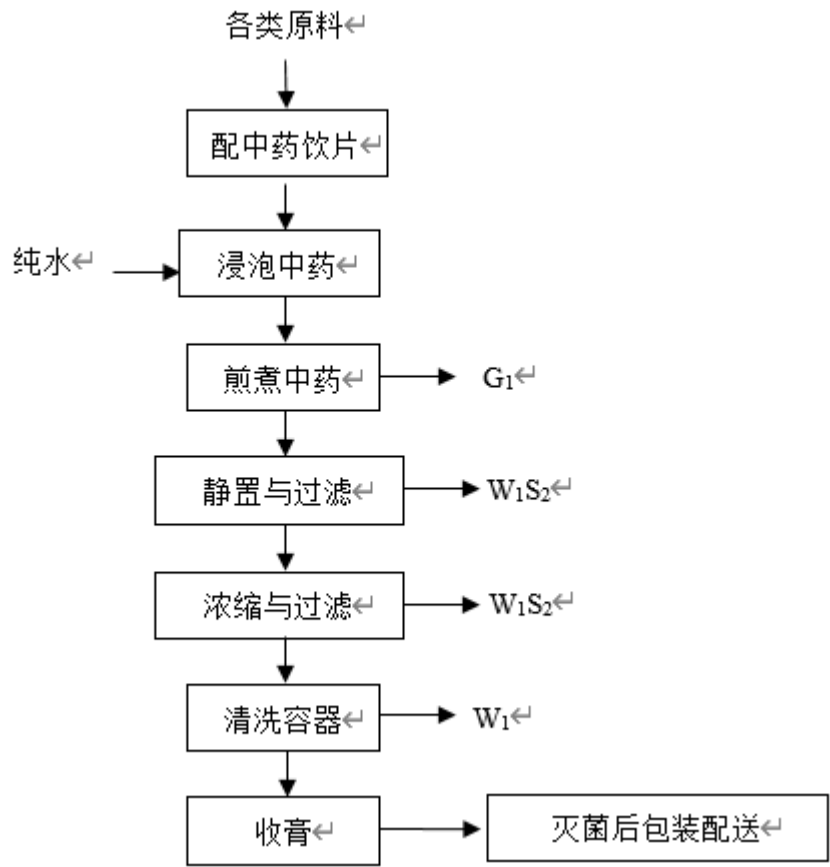 各类原料↵
配中药饮片↵
纯水↵
浸泡中药↵
煎煮中药↵
G₁↵
静置与过滤↵
W₁S₂↵
浓缩与过滤↵
W₁S₂↵
清洗容器↵
W₁↵
收膏↵
灭菌后包装配送↵